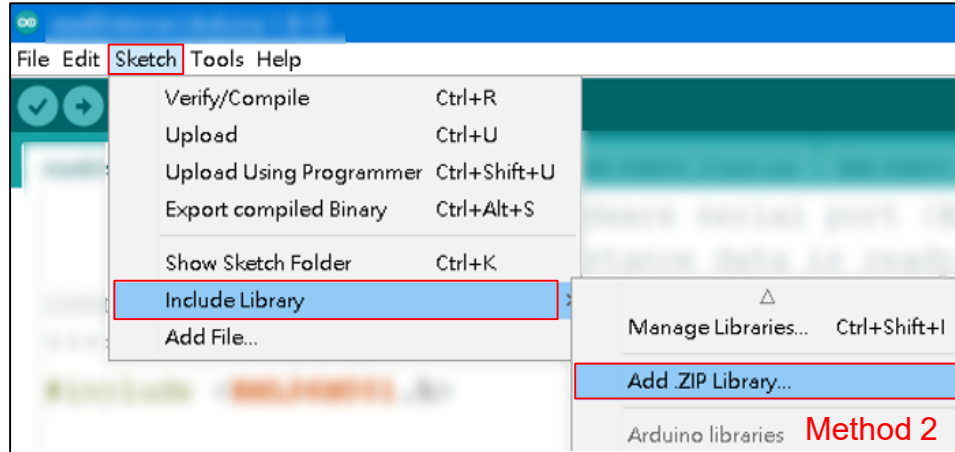 File Edit Sketch Tools Help
Verify/Compile Ctrl+R
Upload Ctrl+U
Upload Using Programmer Ctrl+Shift+U
Export compiled Binary Ctrl+Alt+S
Show Sketch Folder Ctrl+K
Include Library
Add File...
Manage Libraries... Ctrl+Shift+I
Add .ZIP Library...
Arduino libraries
Method 2